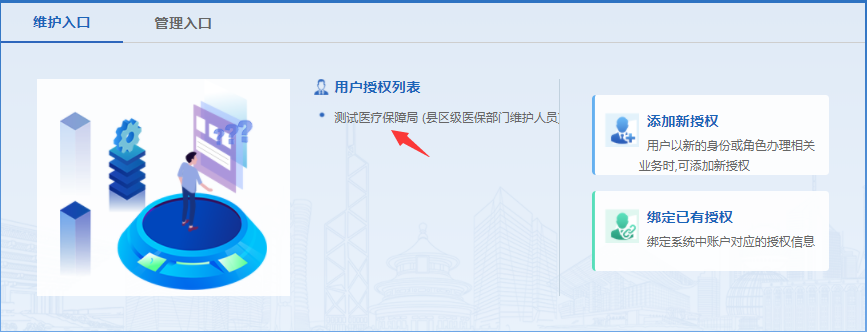 维护入口
管理入口
用户授权列表
测试医疗保障局 (县区级医保部门维护人员
添加新授权
用户以新的身份或角色办理相关
业务时,可添加新授权
绑定已有授权
绑定系统中账户对应的授权信息
???